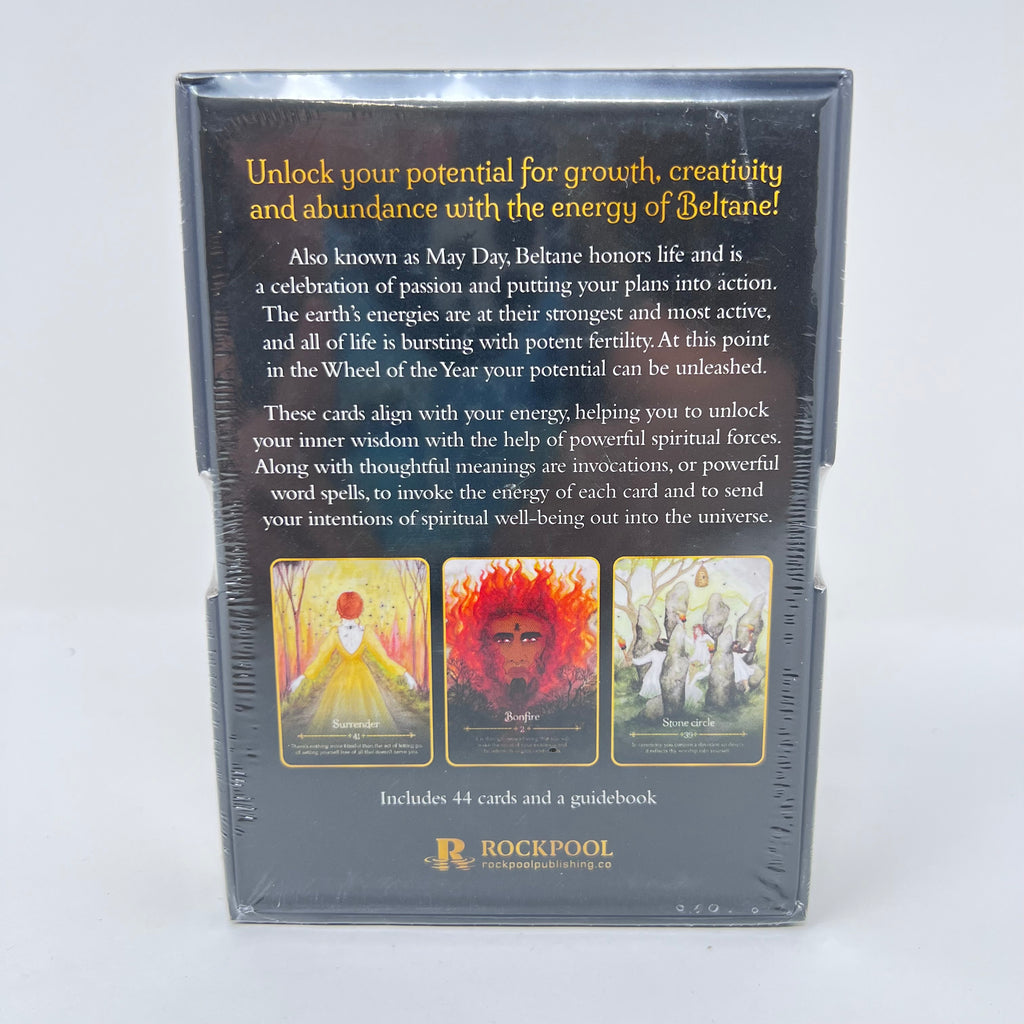 Unlock your potential for growth, creativity
and abundance with the energy of Beltane!
Also known as May Day, Beltane honors life and is
a celebration of passion and putting your plans into action.
The earth's energies are at their strongest and most active,
and all of life is bursting with potent fertility. At this point
in the Wheel of the Year your potential can be unleashed.
These cards align with your energy, helping you to unlock
your inner wisdom with the help of powerful spiritual forces.
Along with thoughtful meanings are invocations, or powerful
word spells, to invoke the energy of each card and to send
your intentions of spiritual well-being out into the universe.
Surrender
41
Bonfire
2
Stone circle
39
Includes 44 cards and a guidebook
R ROCKPOOL
rockpoolpublishing.co